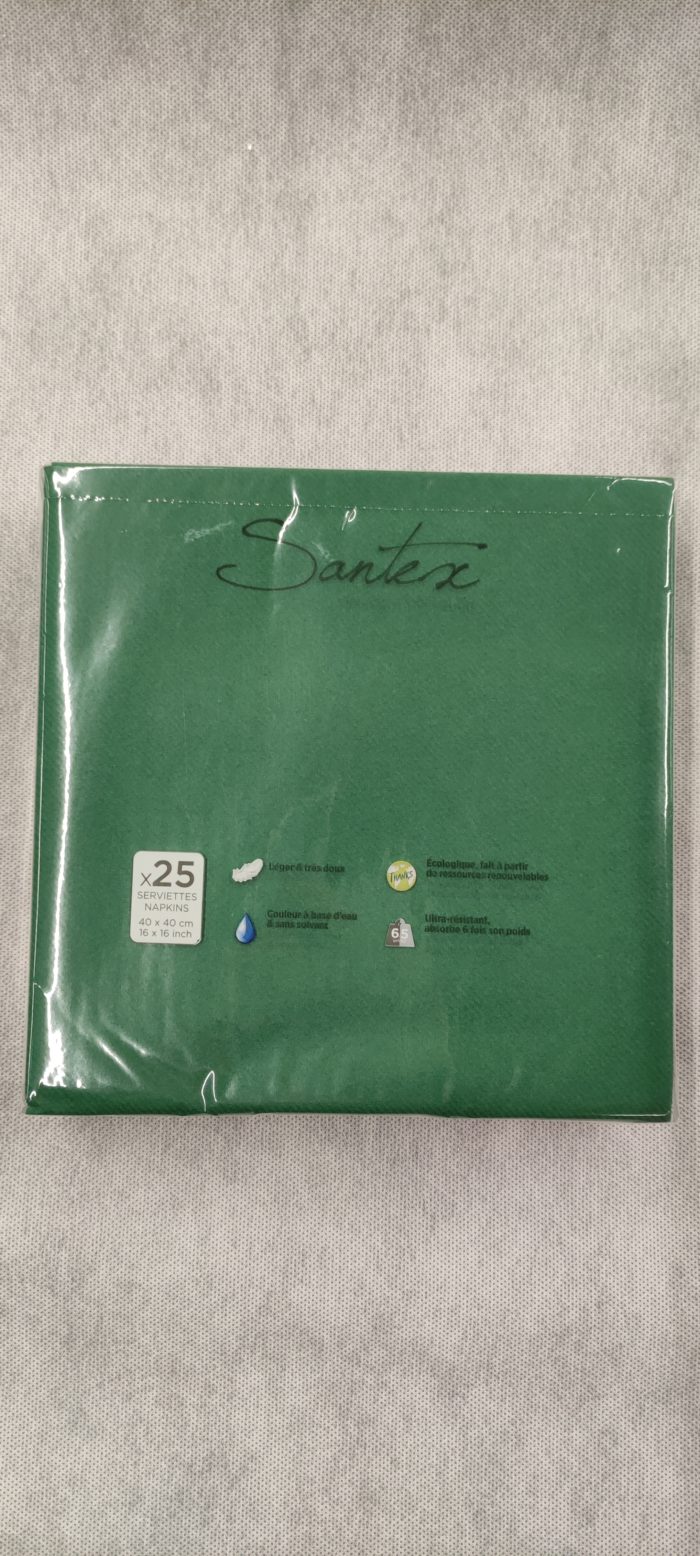 Santex
x25
SERVIETTES
NAPKINS
40 x 40 cm
16 x 16 inch
Léger & très doux
Couleur à base d'eau
& sans solvant
THANKS
Écologique, fait à partir
de ressources renouvelables
65
Ultra-résistant,
absorbe 6 fois son poids